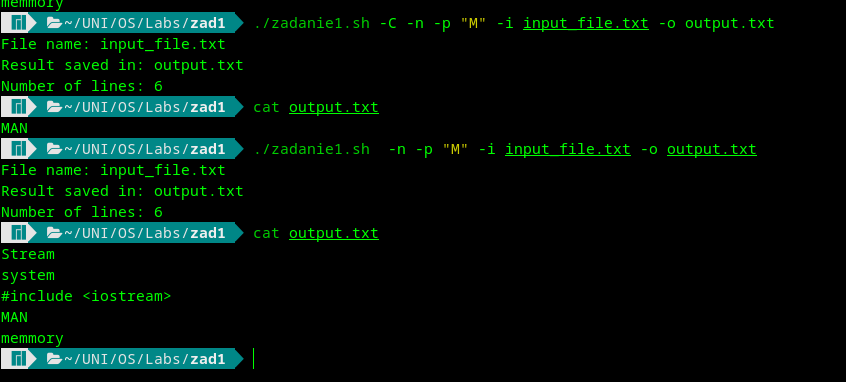 memmory
~/UNI/OS/Labs/zad1 ./zadanie1.sh -C -n -p "M" -i input_file.txt -o output.txt
File name: input_file.txt
Result saved in: output.txt
Number of lines: 6
~/UNI/OS/Labs/zad1 cat output.txt
MAN
~/UNI/OS/Labs/zad1 ./zadanie1.sh  -n -p "M" -i input_file.txt -o output.txt
File name: input_file.txt
Result saved in: output.txt
Number of lines: 6
~/UNI/OS/Labs/zad1 cat output.txt
Stream
system
#include <iostream>
MAN
memmory
~/UNI/OS/Labs/zad1